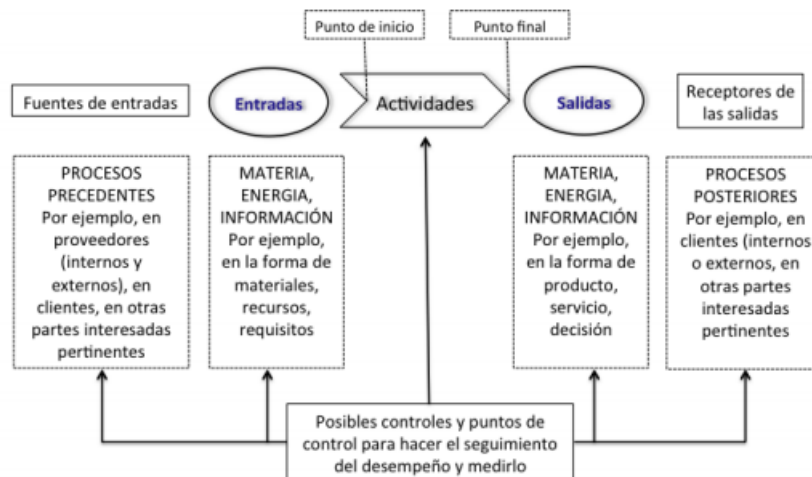 Punto de inicio
Punto final
Fuentes de entradas
Entradas
Actividades
Salidas
Receptores de
las salidas
PROCESOS
PRECEDENTES
Por ejemplo, en
proveedores
(internos y
externos), en
clientes, en otras
partes interesadas
pertinentes
MATERIA,
ENERGIA,
INFORMACIÓN
Por ejemplo,
en la forma de
materiales,
recursos,
requisitos
MATERIA,
ENERGIA,
INFORMACIÓN
Por ejemplo,
en la forma de
producto,
servicio,
decisión
PROCESOS
POSTERIORES
Por ejemplo, en
clientes (internos
o externos, en
otras partes
interesadas
pertinentes
Posibles controles y puntos de
control para hacer el seguimiento
del desempeño y medirlo